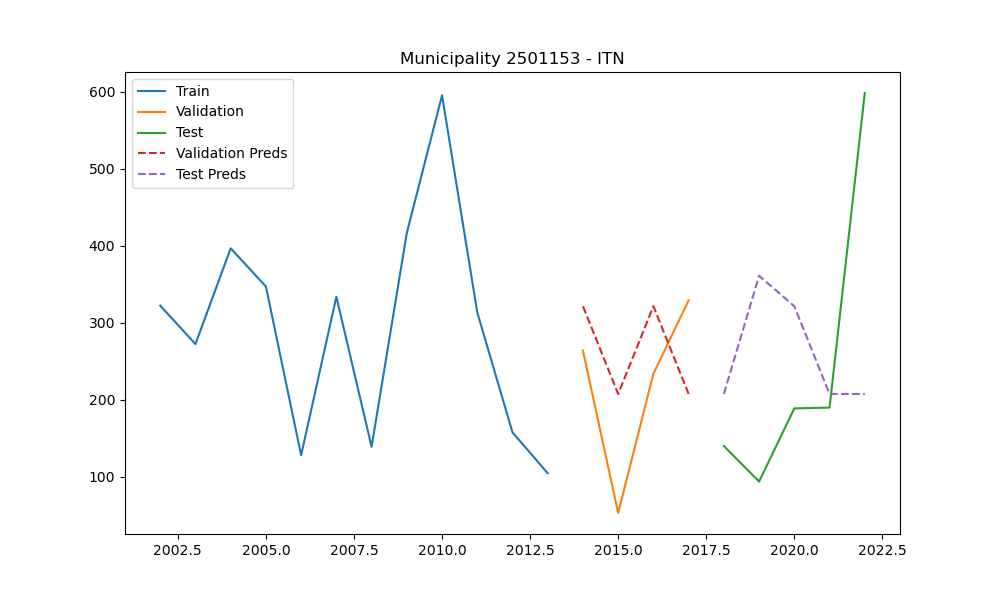 Municipality 2501153 - ITN
Train
Validation
Test
Validation Preds
Test Preds
600
500
400
300
200
100
2002.5 2005.0 2007.5 2010.0 2012.5 2015.0 2017.5 2020.0 2022.5